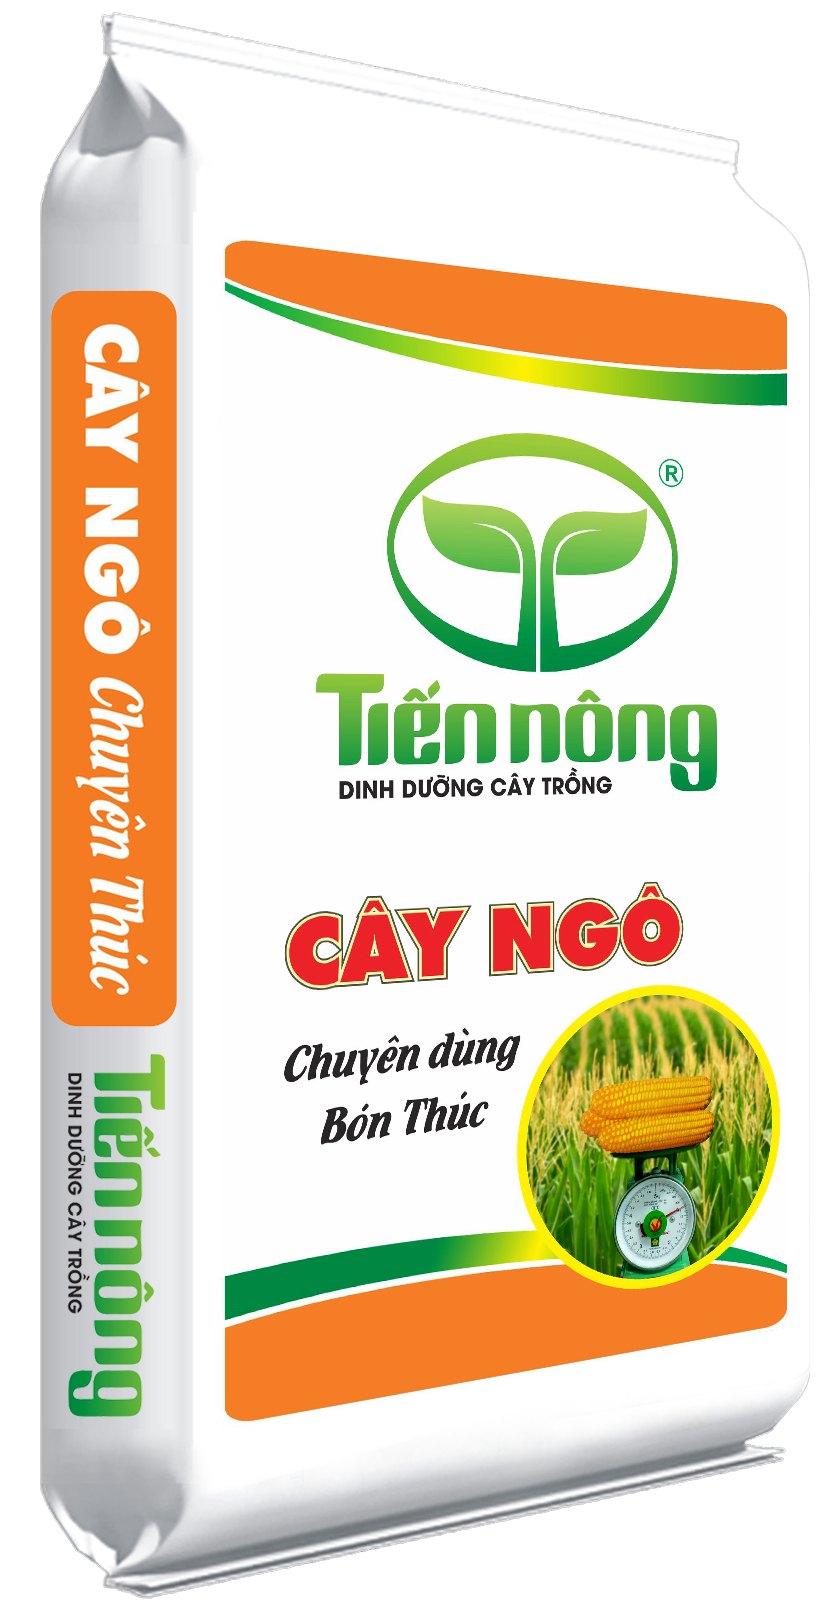 CÂY NGÔ Chuyên Thúc
Tiến nông
DINH DƯỠNG CÂY TRỒNG
®
Tiến nông
DINH DƯỠNG CÂY TRỒNG
CÂY NGÔ
Chuyên dùng
Bón Thúc